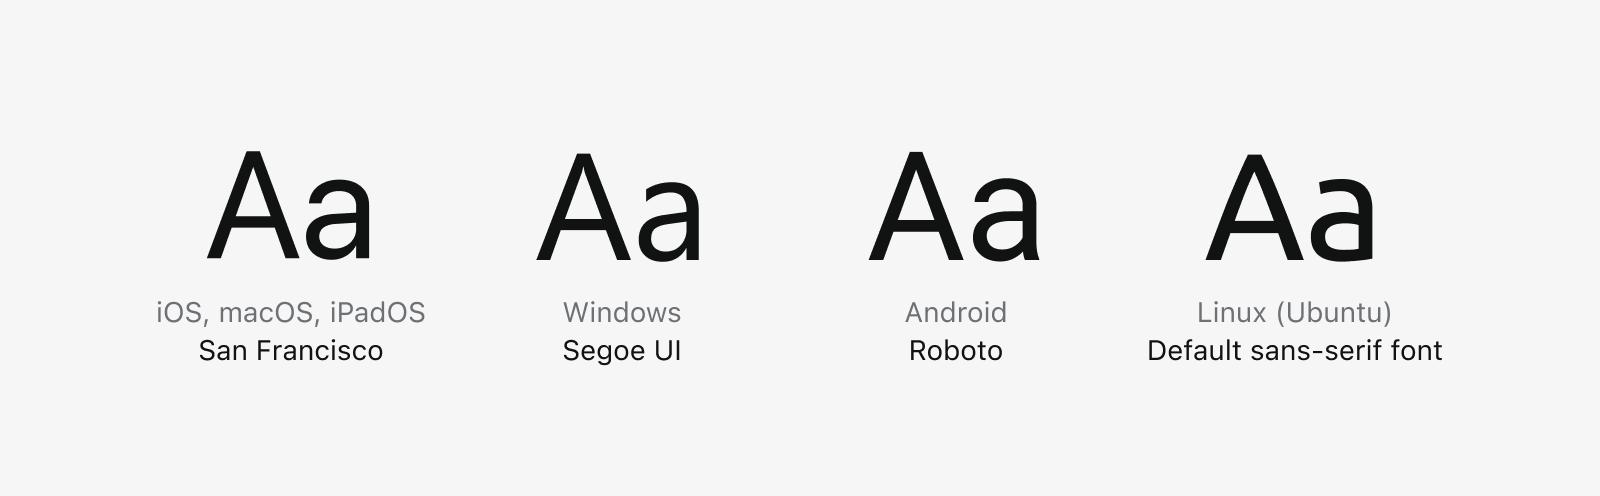 Aa Aa Aa Aa
iOS, macOS, iPadOS Windows Android Linux (Ubuntu)
San Francisco Segoe UI Roboto Default sans-serif font